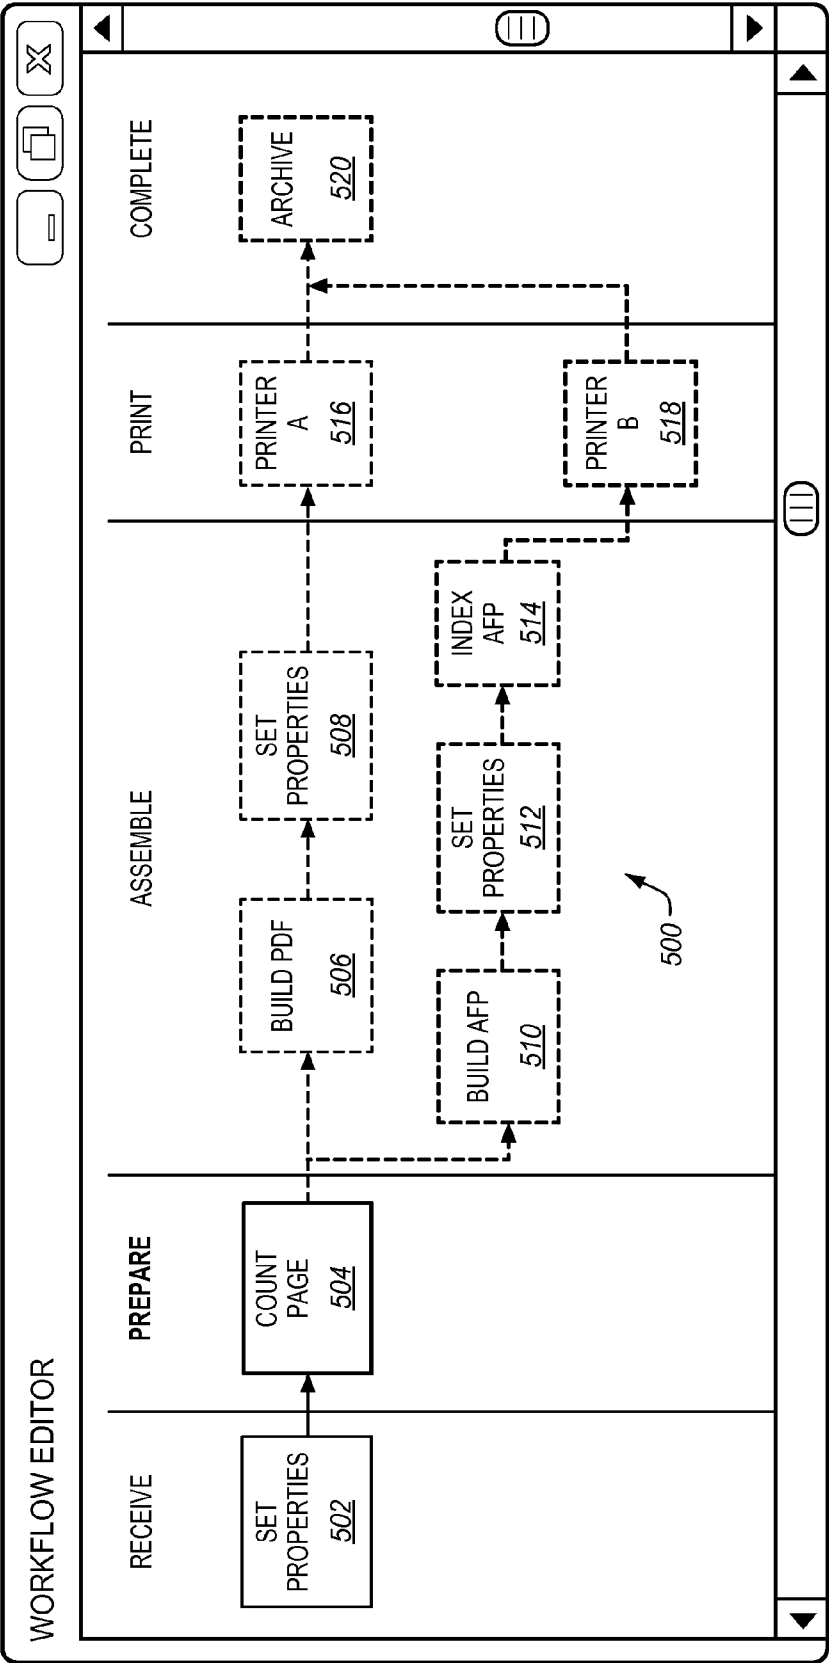 WORKFLOW EDITOR
RECEIVE
PREPARE
ASSEMBLE
PRINT
COMPLETE
SET
PROPERTIES
502
COUNT
PAGE
504
BUILD PDF
506
SET
PROPERTIES
508
PRINTER
A
516
ARCHIVE
520
BUILD AFP
510
SET
PROPERTIES
512
INDEX
AFP
514
PRINTER
B
518
500